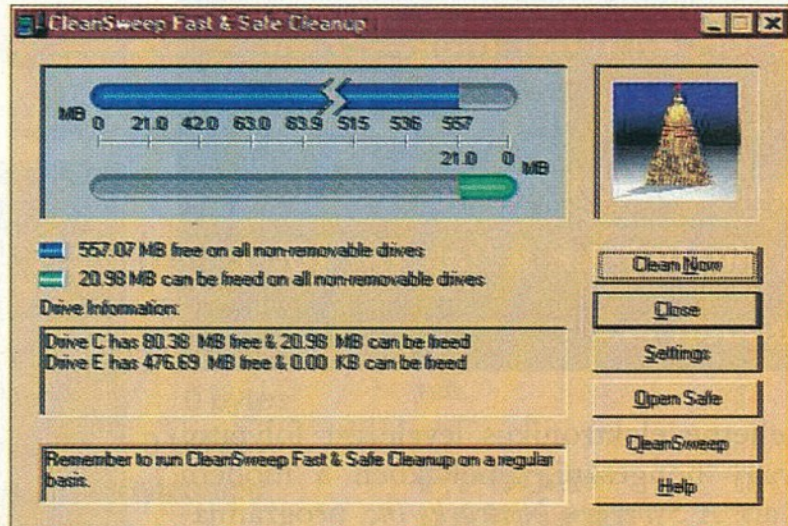 CleanSweep Fast & Safe Cleanup
MB 0 21.0 42.0 63.0 83.9 515 536 557
21.0 0 MB
557.07 MB free on all non-removable drives
20.98 MB can be freed on all non-removable drives
Drive Information:
Drive C has 80.38 MB free & 20.98 MB can be freed
Drive E has 476.69 MB free & 0.00 KB can be freed
Remember to run CleanSweep Fast & Safe Cleanup on a regular
basis.
Clean Now
Close
Settings
Open Safe
CleanSweep
Help